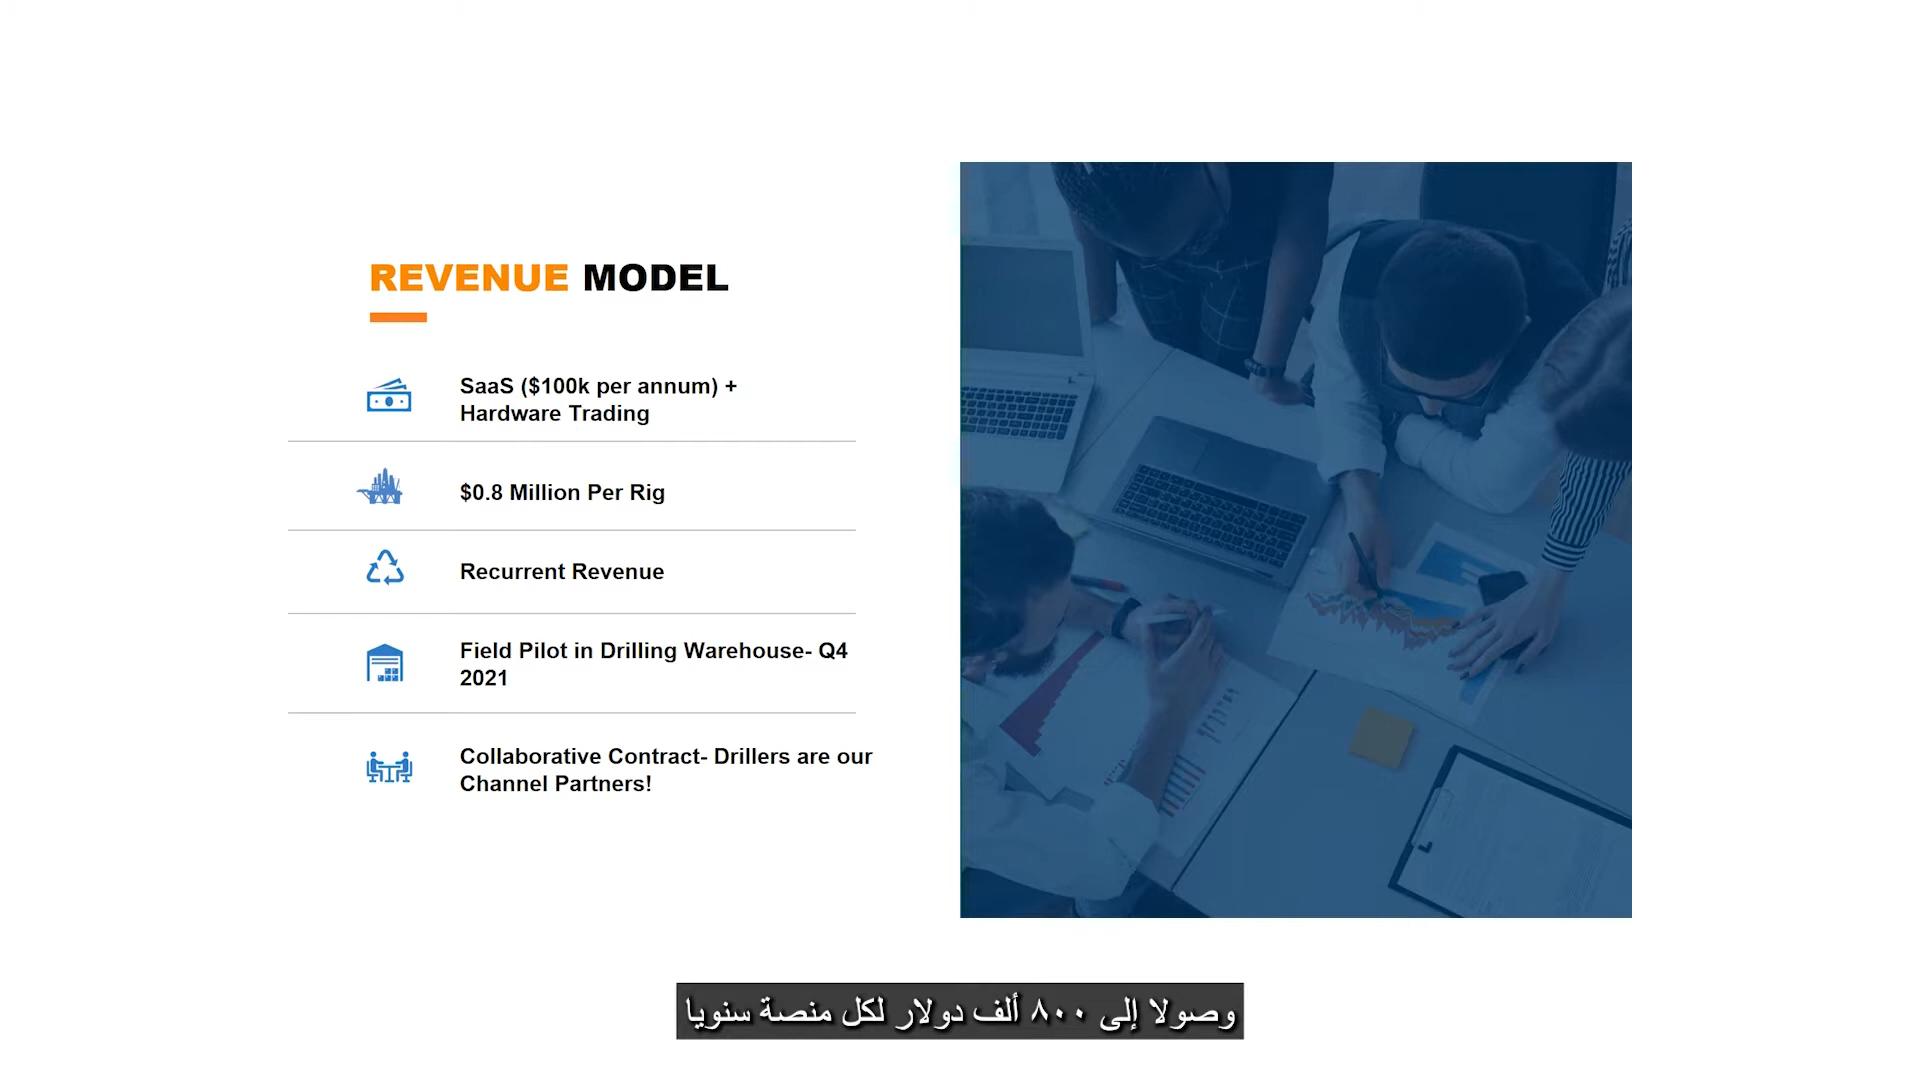 REVENUE MODEL
SaaS ($100k per annum) +
Hardware Trading
$0.8 Million Per Rig
Recurrent Revenue
Field Pilot in Drilling Warehouse- Q4
2021
Collaborative Contract- Drillers are our
Channel Partners!
وصولا إلى ٨٠٠ ألف دولار لكل منصة سنويا